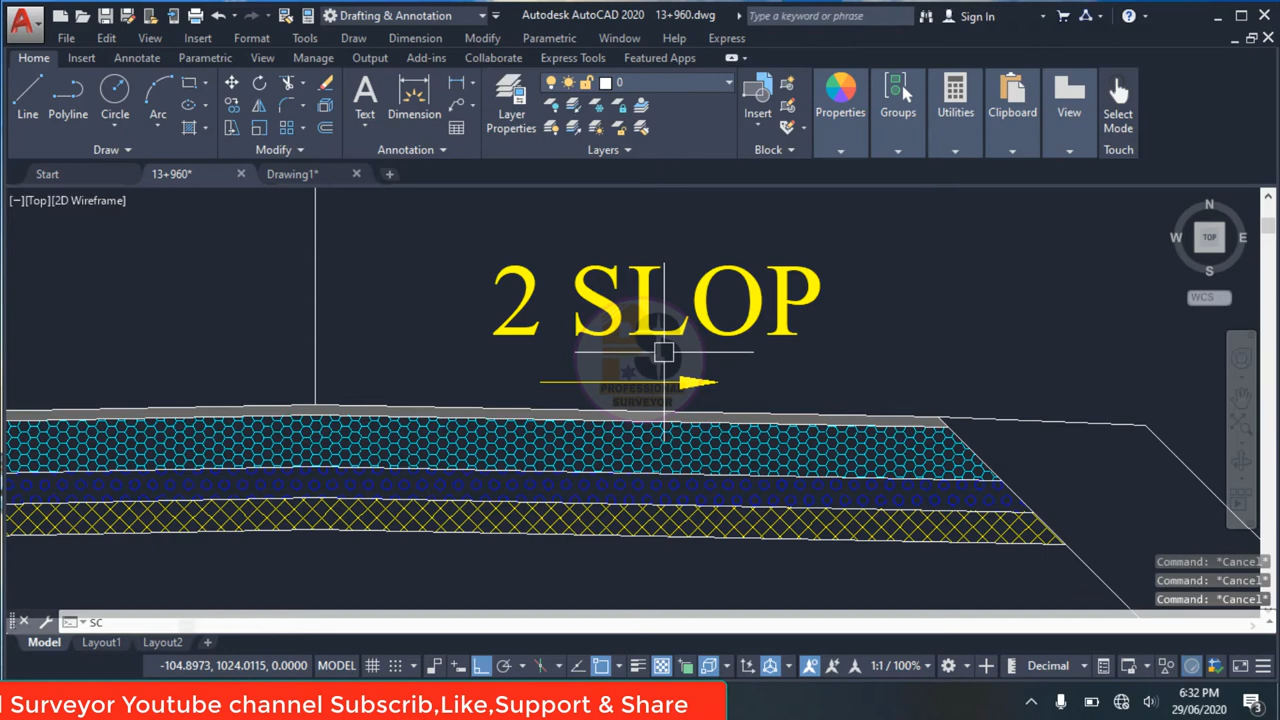 Drafting & Annotation
Autodesk AutoCAD 2020 13+960.dwg
Type a keyword or phrase
Sign In
File Edit View Insert Format Tools Draw Dimension Modify Parametric Window Help Express
Home Insert Annotate Parametric View Manage Output Add-ins Collaborate Express Tools Featured Apps
0
Line Polyline Circle Arc
Text Dimension
Layer Properties
Insert
Properties Groups Utilities Clipboard View
Select Mode
Draw Modify Annotation Layers Block Touch
Start 13+960* Drawing1*
[−][Top][2D Wireframe]
N
W TOP E
S
WCS
2 SLOP
PROFESSIONAL
SURVEYOR
Command: *Cancel*
Command: *Cancel*
Command: *Cancel*
SC
Model Layout1 Layout2
-104.8973, 1024.0115, 0.0000 MODEL 1:1 / 100% Decimal
l Surveyor Youtube channel Subscrib,Like,Support & Share
6:32 PM
29/06/2020
3